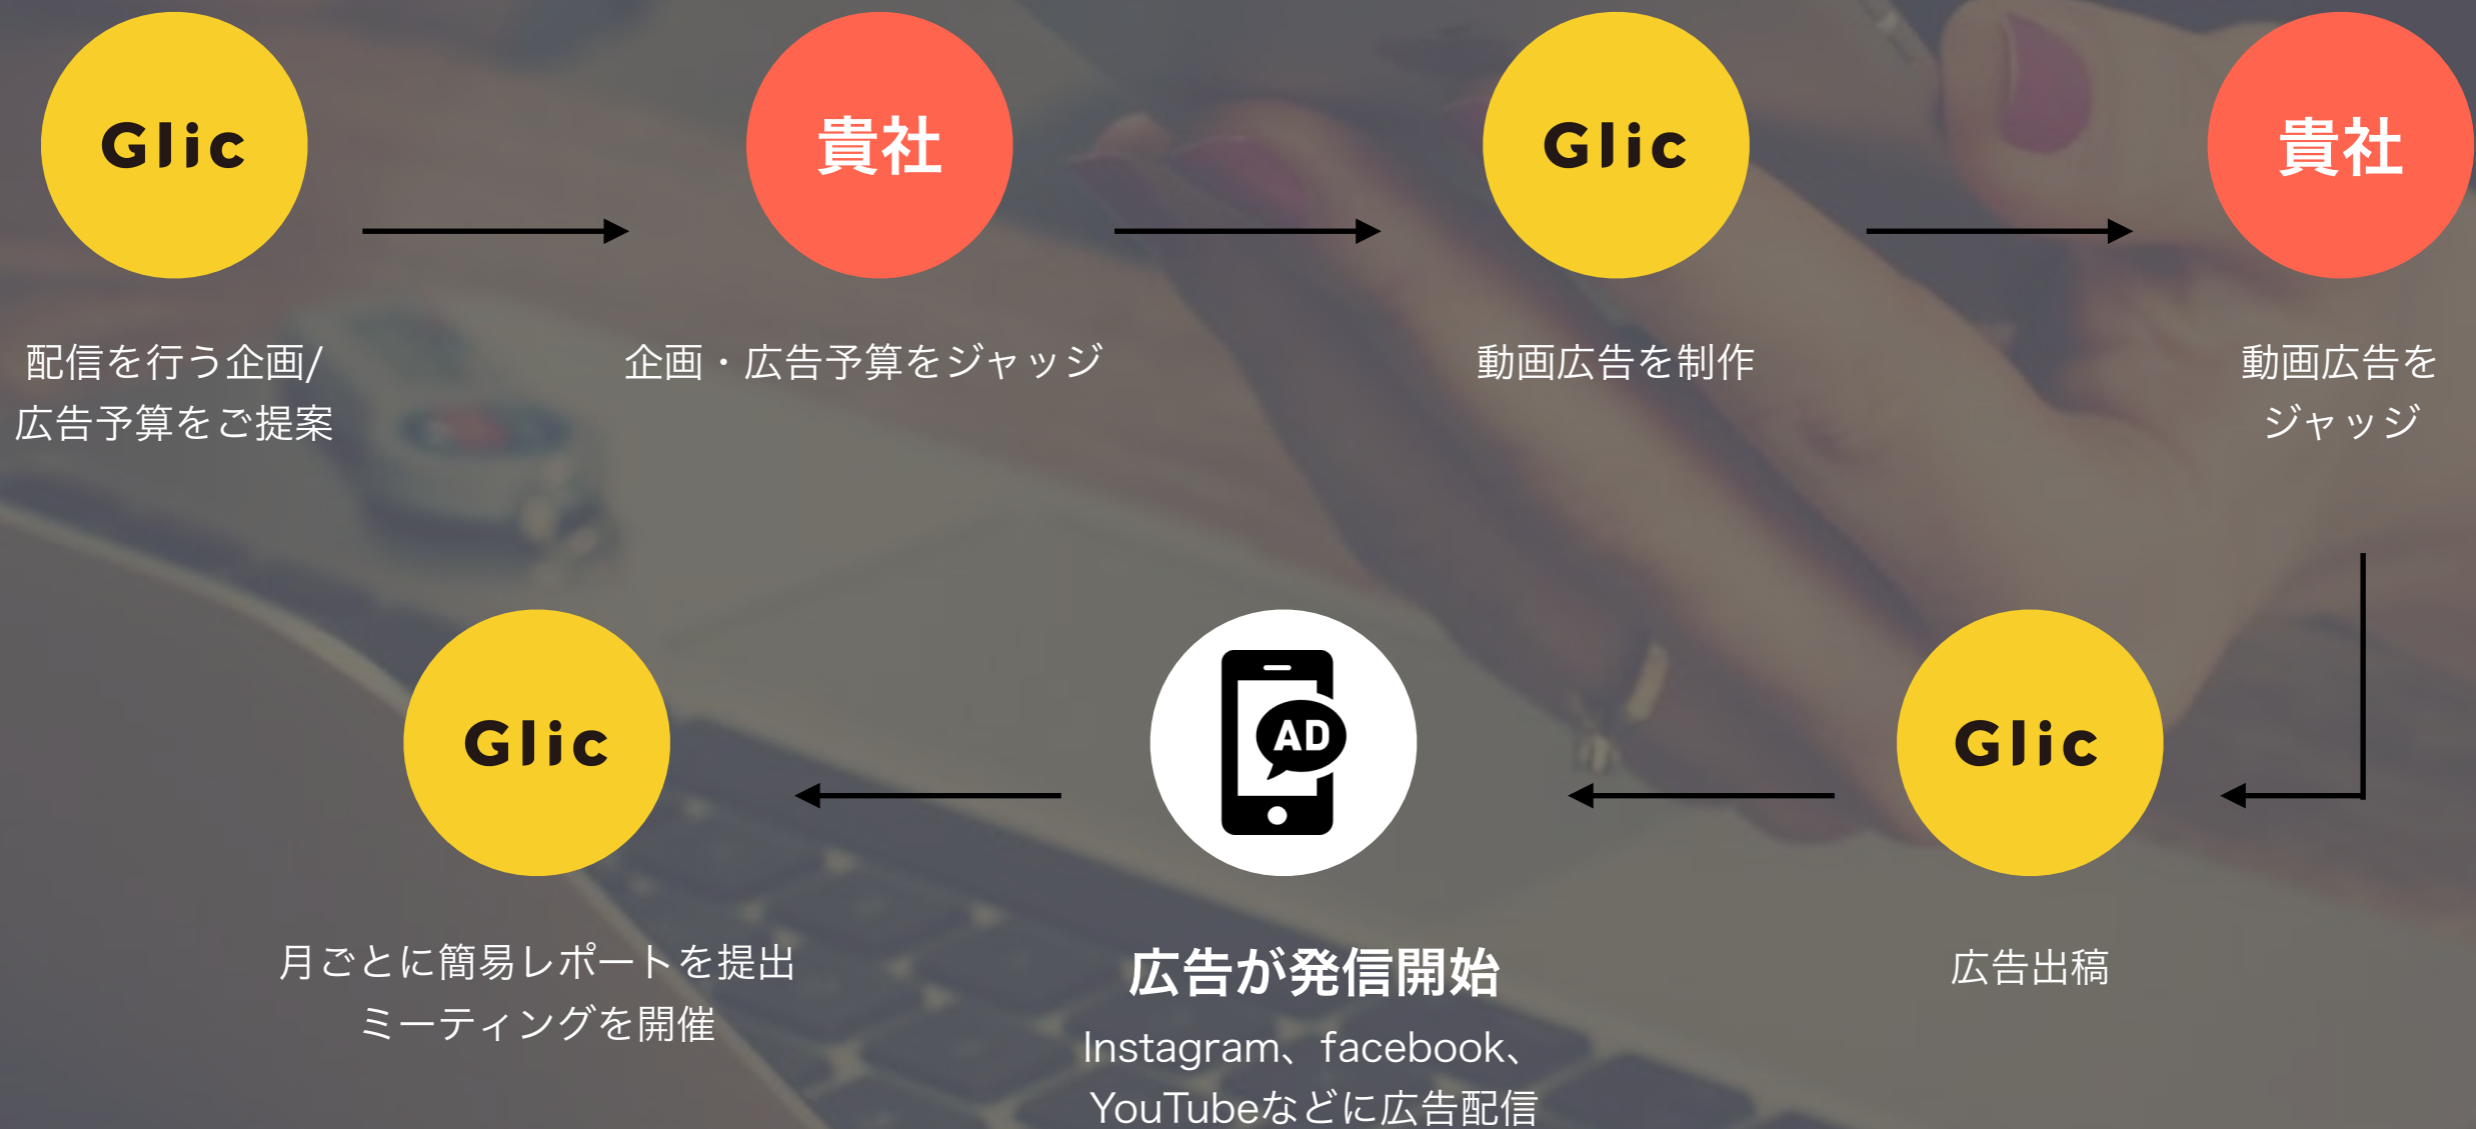 Glic
配信を行う企画/
広告予算をご提案
貴社
企画・広告予算をジャッジ
Glic
動画広告を制作
貴社
動画広告を
ジャッジ
Glic
広告出稿
AD
広告が発信開始
Instagram、facebook、
YouTubeなどに広告配信
Glic
月ごとに簡易レポートを提出
ミーティングを開催